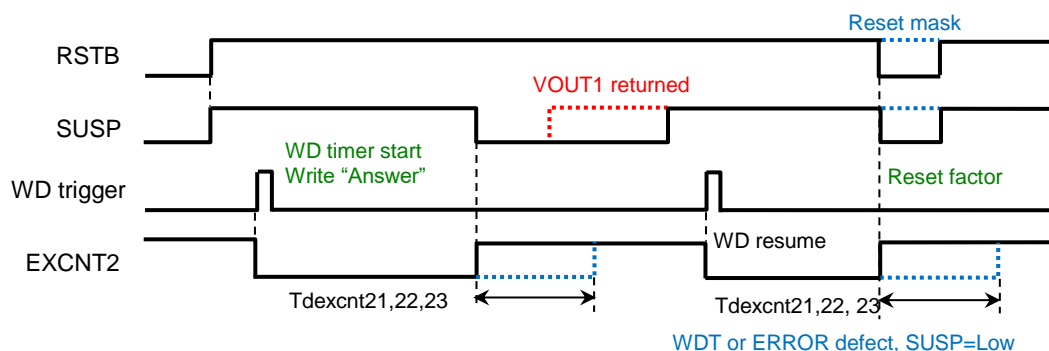 Reset mask
RSTB
VOUT1 returned
SUSP
WD timer start
Write “Answer”
WD trigger
Reset factor
WD resume
EXCNT2
Tdexcnt21,22,23
Tdexcnt21,22, 23
WDT or ERROR defect, SUSP=Low